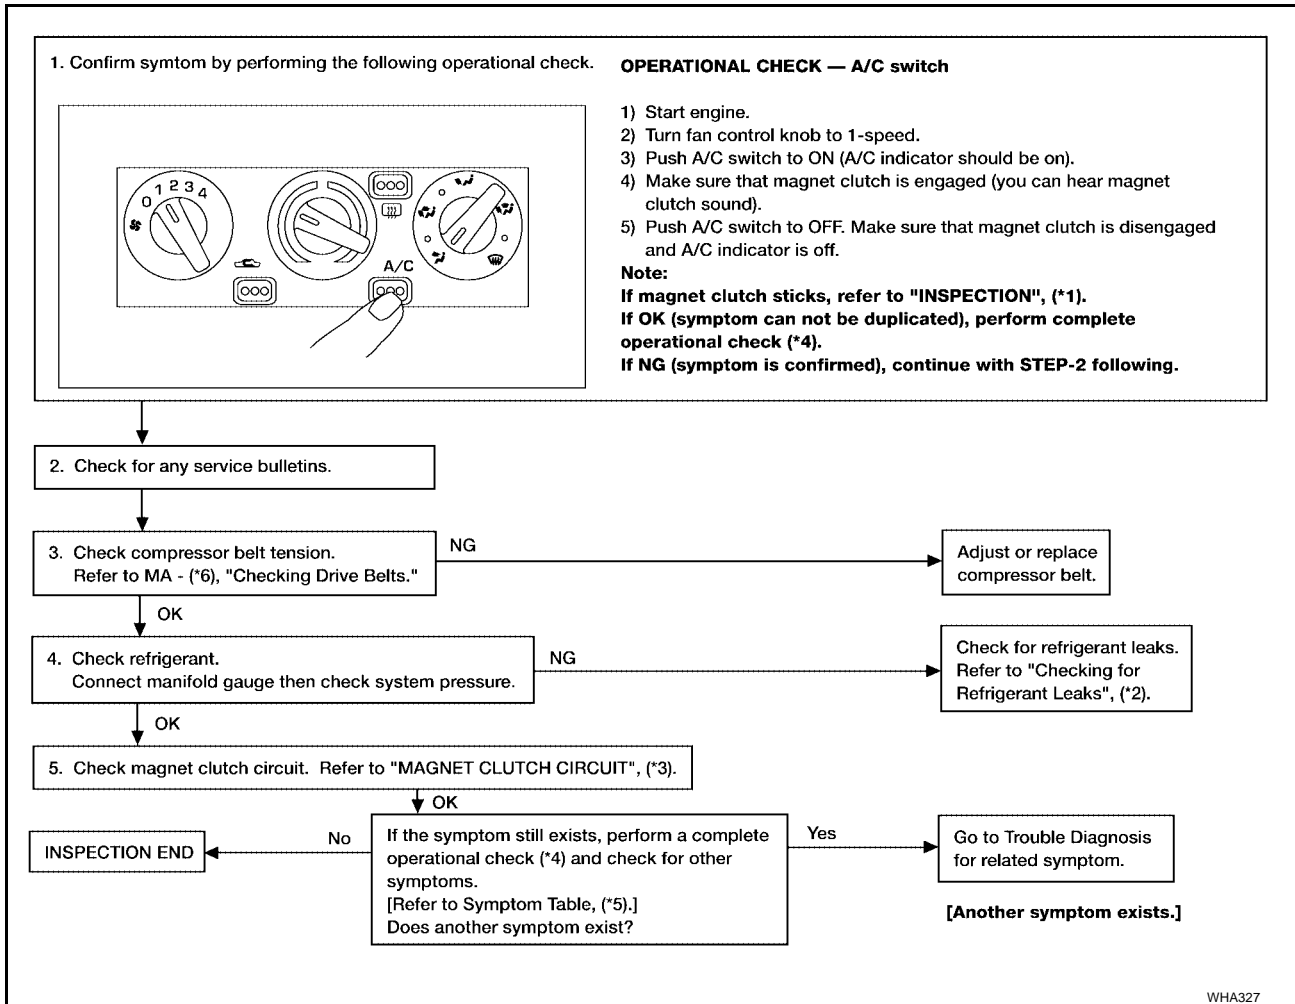 1. Confirm symtom by performing the following operational check.
0 1 2 3 4
A/C
OPERATIONAL CHECK — A/C switch
1) Start engine.
2) Turn fan control knob to 1-speed.
3) Push A/C switch to ON (A/C indicator should be on).
4) Make sure that magnet clutch is engaged (you can hear magnet
clutch sound).
5) Push A/C switch to OFF. Make sure that magnet clutch is disengaged
and A/C indicator is off.
Note:
If magnet clutch sticks, refer to "INSPECTION", (*1).
If OK (symptom can not be duplicated), perform complete
operational check (*4).
If NG (symptom is confirmed), continue with STEP-2 following.
2. Check for any service bulletins.
3. Check compressor belt tension.
Refer to MA - (*6), "Checking Drive Belts."
NG
Adjust or replace
compressor belt.
OK
4. Check refrigerant.
Connect manifold gauge then check system pressure.
NG
Check for refrigerant leaks.
Refer to "Checking for
Refrigerant Leaks", (*2).
OK
5. Check magnet clutch circuit. Refer to "MAGNET CLUTCH CIRCUIT", (*3).
OK
If the symptom still exists, perform a complete
operational check (*4) and check for other
symptoms.
[Refer to Symptom Table, (*5).]
Does another symptom exist?
No
INSPECTION END
Yes
Go to Trouble Diagnosis
for related symptom.
[Another symptom exists.]
WHA327